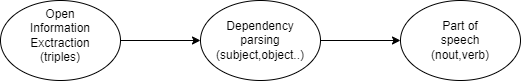 Open
Information
Exctraction
(triples)
Dependency
parsing
(subject,object..)
Part of
speech
(nout,verb)